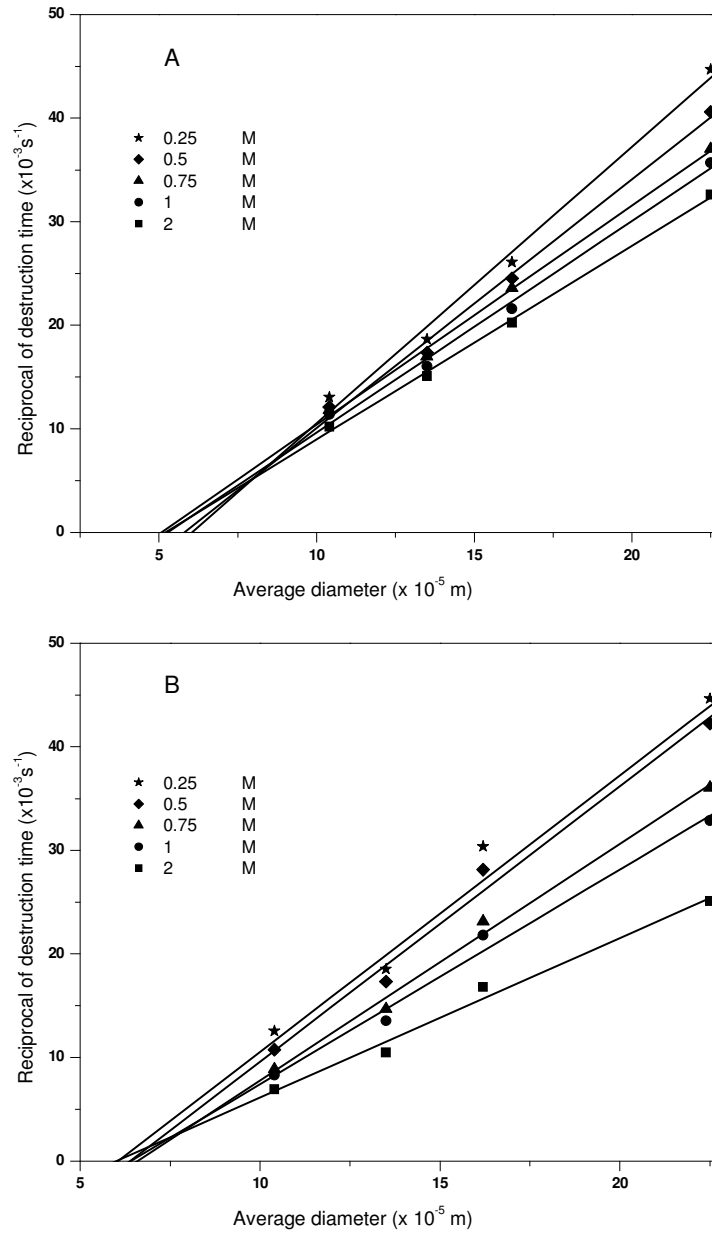 50
A
40
30
20
10
0
★ 0.25 M
◆ 0.5 M
▲ 0.75 M
● 1 M
■ 2 M
Reciprocal of destruction time (x10⁻³s⁻¹)
5 10 15 20
Average diameter (x 10⁻⁵ m)
50
B
40
30
20
10
0
★ 0.25 M
◆ 0.5 M
▲ 0.75 M
● 1 M
■ 2 M
Reciprocal of destruction time (x10⁻³s⁻¹)
5 10 15 20
Average diameter (x 10⁻⁵ m)